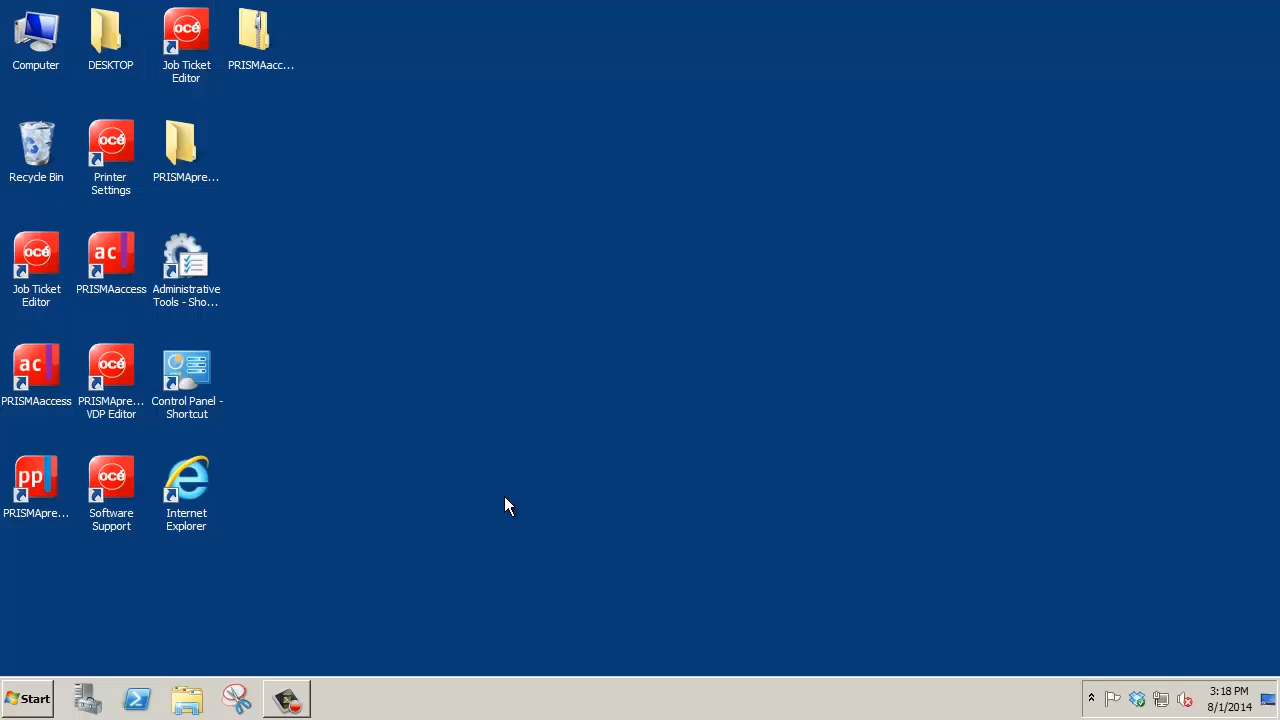 Computer
DESKTOP
océ
Job Ticket
Editor
PRISMAacc...
Recycle Bin
océ
Printer
Settings
PRISMApre...
océ
Job Ticket
Editor
ac
PRISMAaccess
Administrative
Tools - Sho...
ac
PRISMAaccess
océ
PRISMApre...
VDP Editor
Control Panel -
Shortcut
pp
PRISMApre...
océ
Software
Support
Internet
Explorer
Start
3:18 PM
8/1/2014